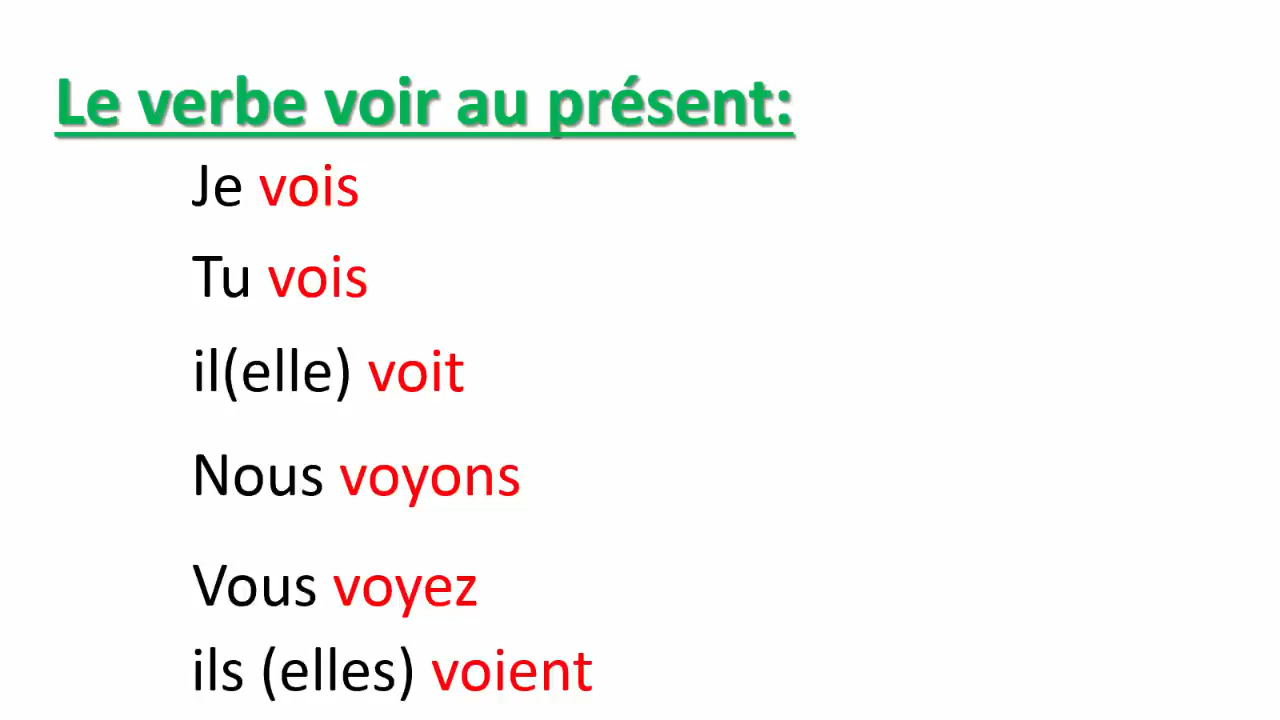 Le verbe voir au présent:
Je vois
Tu vois
il(elle) voit
Nous voyons
Vous voyez
ils (elles) voient